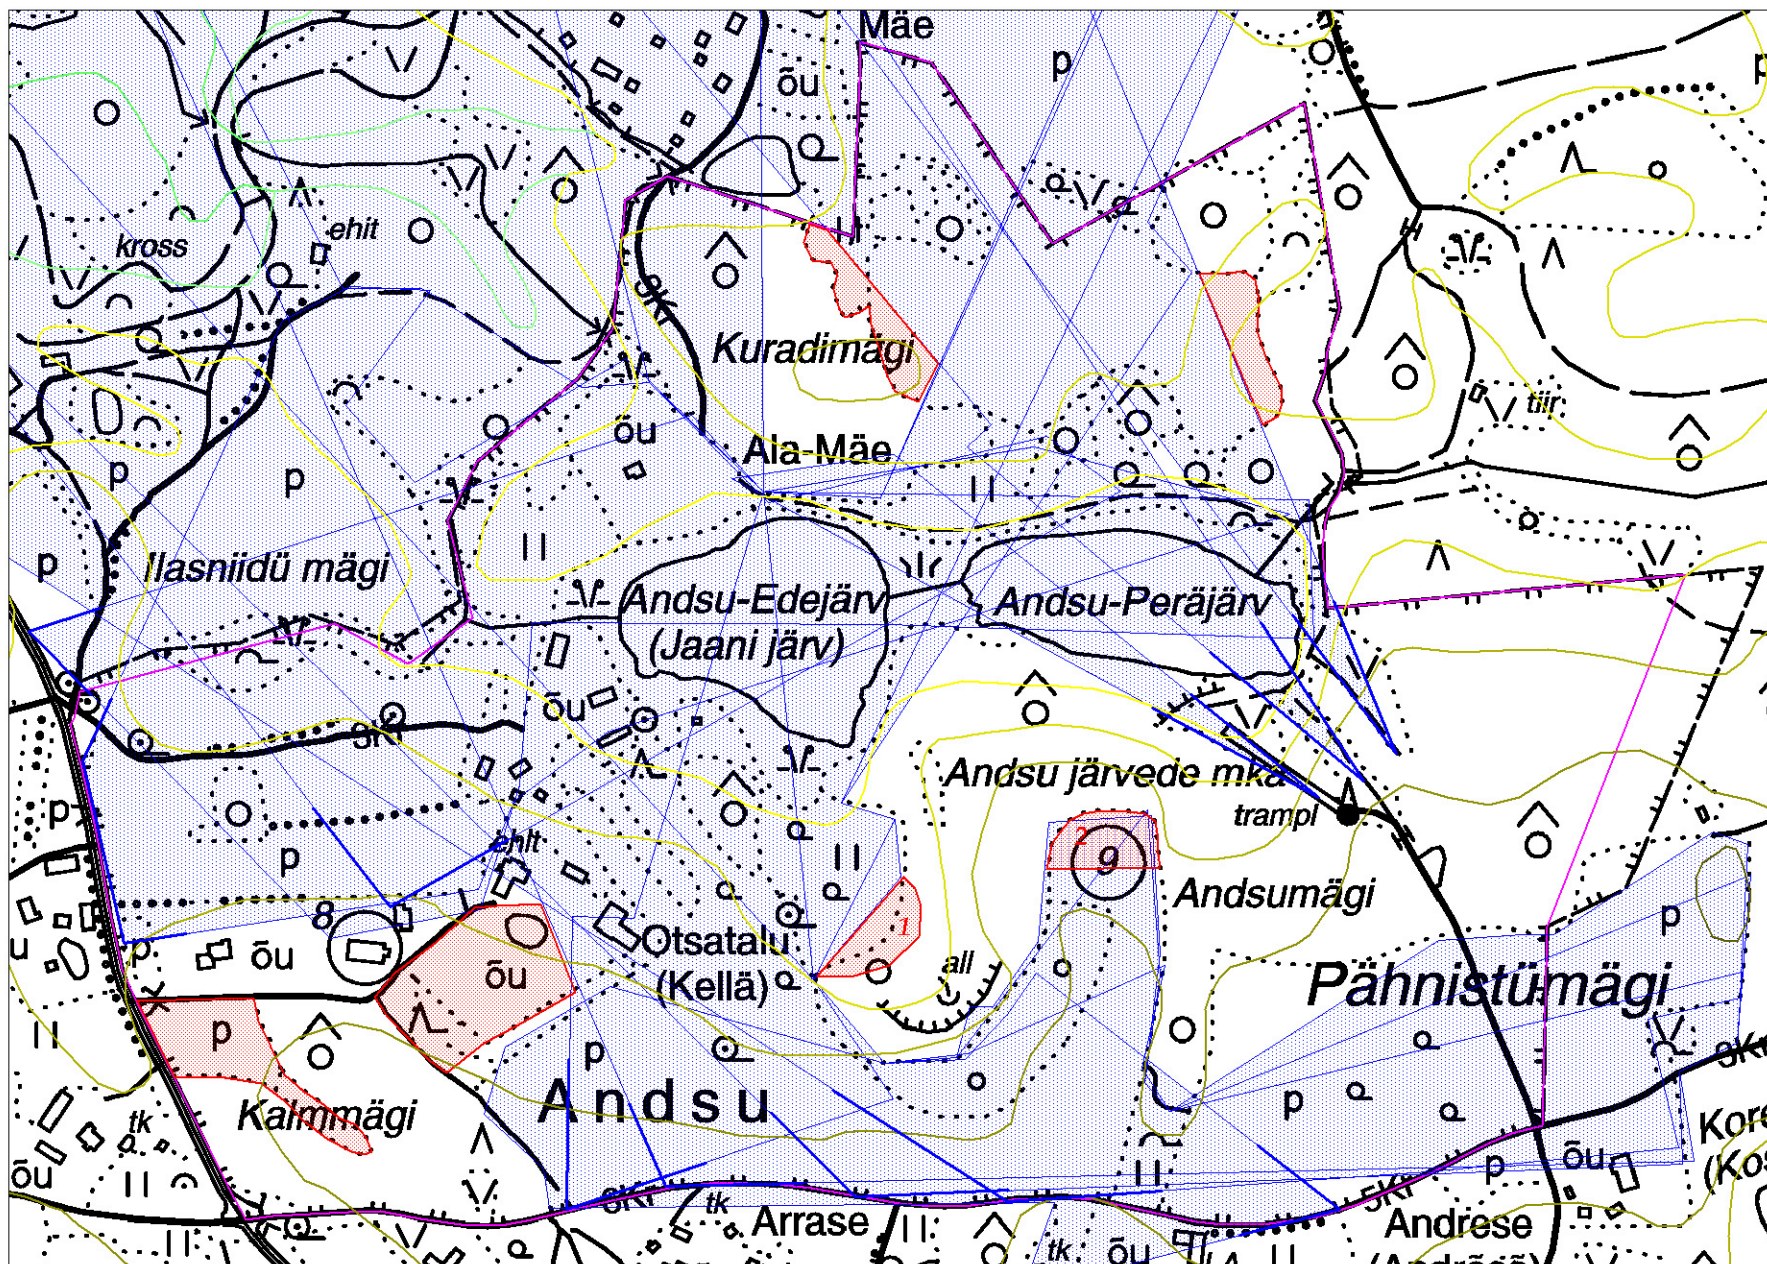 Mäe
p
p
õu
kross
ehit
Kuradimägi
tiir
õu
Ala-Mäe
p
p
p
Ilasniidü mägi
Andsu-Edejärv
(Jaani järv)
Andsu-Peräjärv
õu
Andsu järvede mka
trampl
p
p
ehit
2
9
Andsumägi
8
p
u
õu
õu
Otsatalu
(Kellä)
1
all
p
Pähnistümägi
p
p
Andsu
p
Kalmmägi
tk
õu
p
õu
tk
Arrase
tk
õu
Andrese